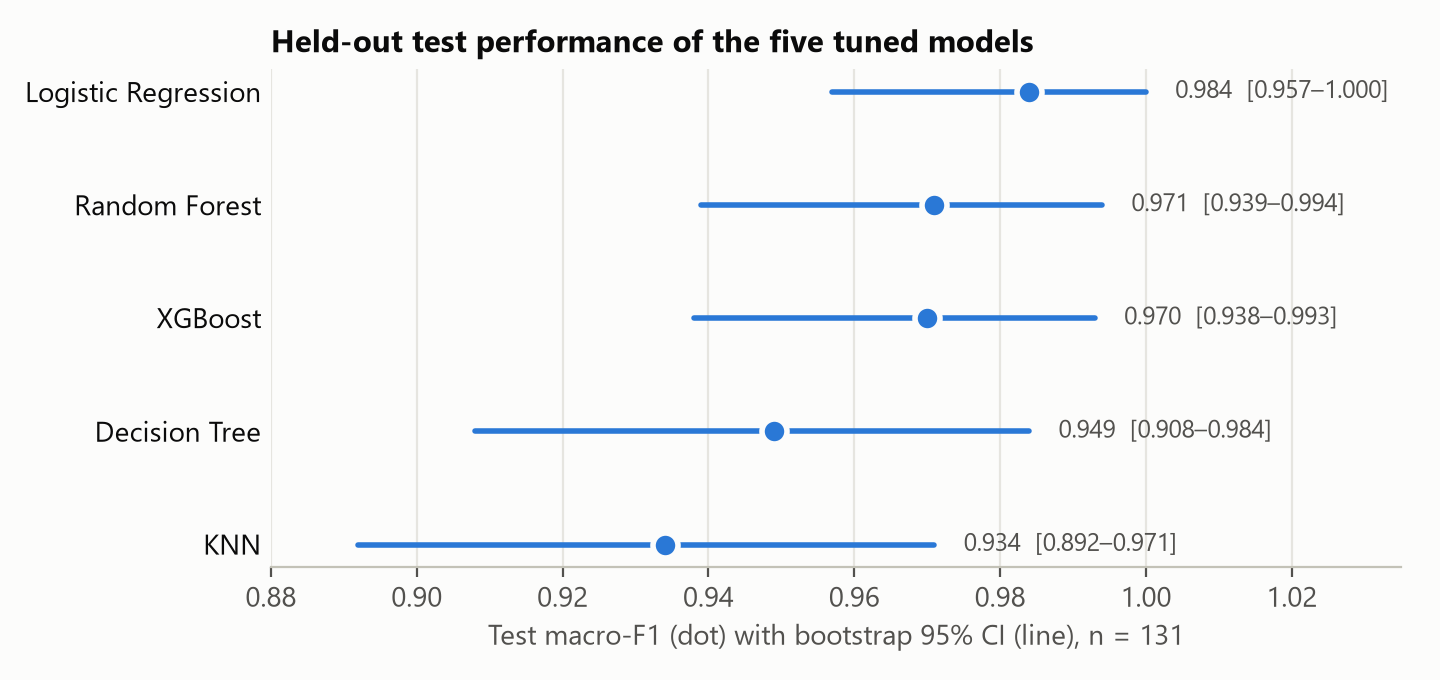 Held-out test performance of the five tuned models
Logistic Regression 0.984 [0.957–1.000]
Random Forest 0.971 [0.939–0.994]
XGBoost 0.970 [0.938–0.993]
Decision Tree 0.949 [0.908–0.984]
KNN 0.934 [0.892–0.971]
0.88 0.90 0.92 0.94 0.96 0.98 1.00 1.02
Test macro-F1 (dot) with bootstrap 95% CI (line), n = 131